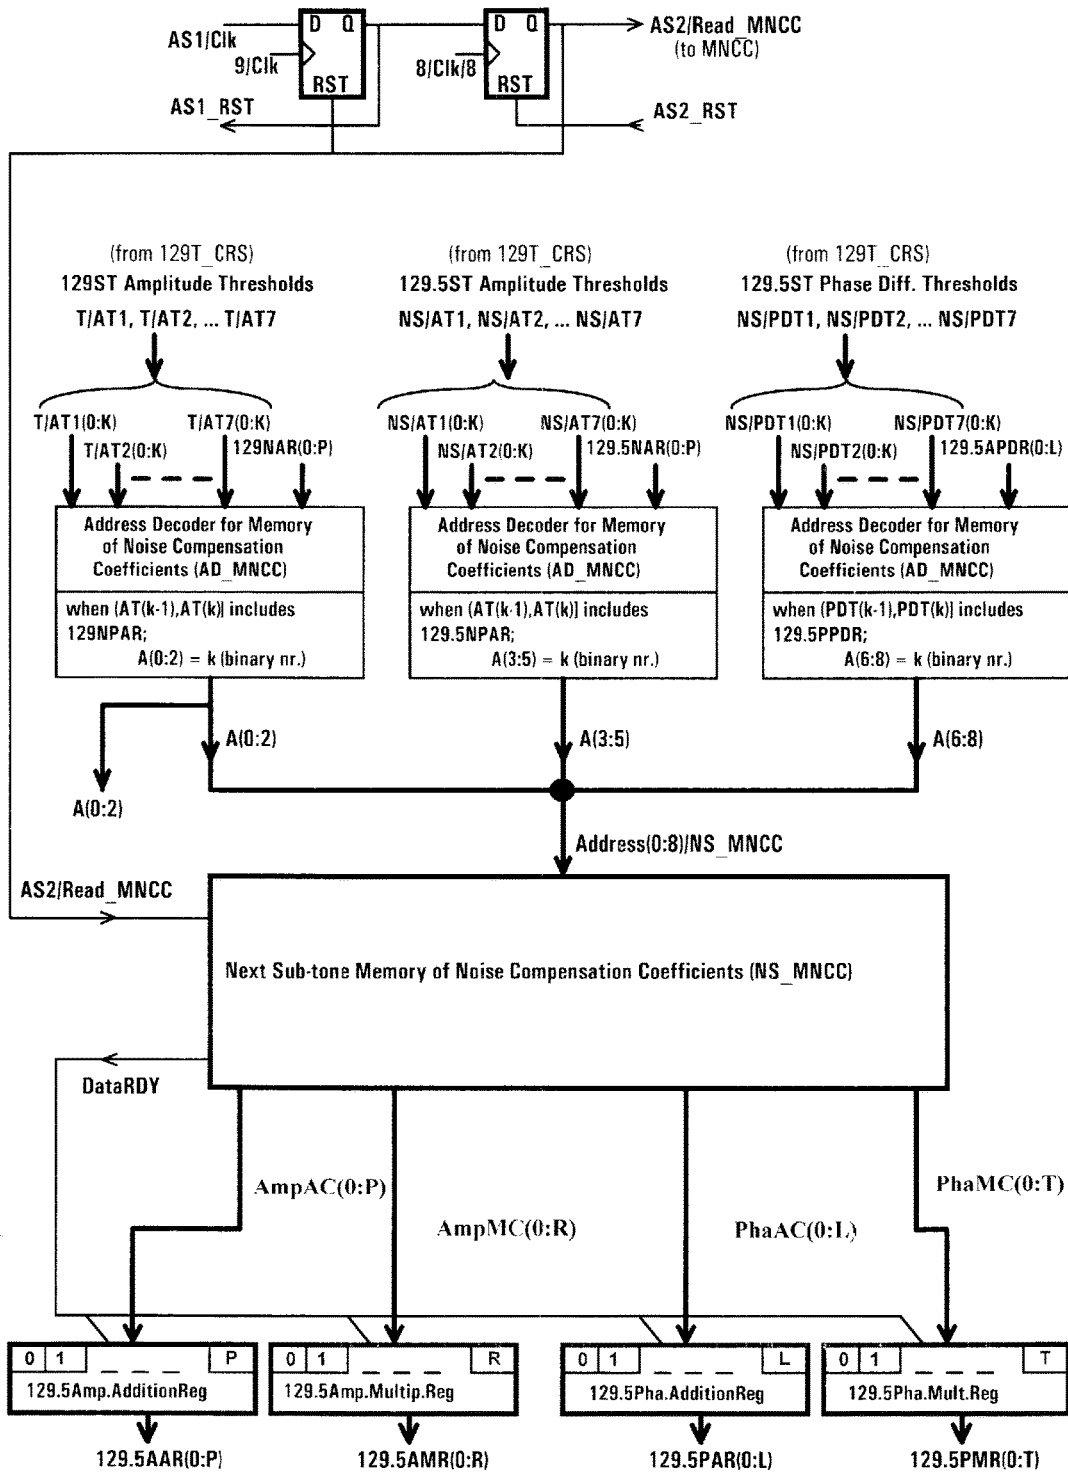 D Q
D Q
AS1/Clk
9/Clk
RST
8/Clk/8
RST
AS2/Read_MNCC
(to MNCC)
AS1_RST
AS2_RST
(from 129T_CRS)
129ST Amplitude Thresholds
T/AT1, T/AT2, ... T/AT7
(from 129T_CRS)
129.5ST Amplitude Thresholds
NS/AT1, NS/AT2, ... NS/AT7
(from 129T_CRS)
129.5ST Phase Diff. Thresholds
NS/PDT1, NS/PDT2, ... NS/PDT7
T/AT1(0:K)
T/AT7(0:K)
T/AT2(0:K)
129NAR(0:P)
NS/AT1(0:K)
NS/AT7(0:K)
NS/AT2(0:K)
129.5NAR(0:P)
NS/PDT1(0:K)
NS/PDT7(0:K)
NS/PDT2(0:K)
129.5APDR(0:L)
Address Decoder for Memory
of Noise Compensation
Coefficients (AD_MNCC)
when (AT(k-1),AT(k)] includes
129NPAR;
A(0:2) = k (binary nr.)
Address Decoder for Memory
of Noise Compensation
Coefficients (AD_MNCC)
when (AT(k-1),AT(k)] includes
129.5NPAR;
A(3:5) = k (binary nr.)
Address Decoder for Memory
of Noise Compensation
Coefficients (AD_MNCC)
when (PDT(k-1),PDT(k)] includes
129.5PPDR;
A(6:8) = k (binary nr.)
A(0:2)
A(3:5)
A(6:8)
A(0:2)
Address(0:8)/NS_MNCC
AS2/Read_MNCC
Next Sub-tone Memory of Noise Compensation Coefficients (NS_MNCC)
DataRDY
AmpAC(0:P)
AmpMC(0:R)
PhaAC(0:L)
PhaMC(0:T)
0 1 P
129.5Amp.AdditionReg
0 1 R
129.5Amp.Multip.Reg
0 1 L
129.5Pha.AdditionReg
0 1 T
129.5Pha.Mult.Reg
129.5AAR(0:P)
129.5AMR(0:R)
129.5PAR(0:L)
129.5PMR(0:T)